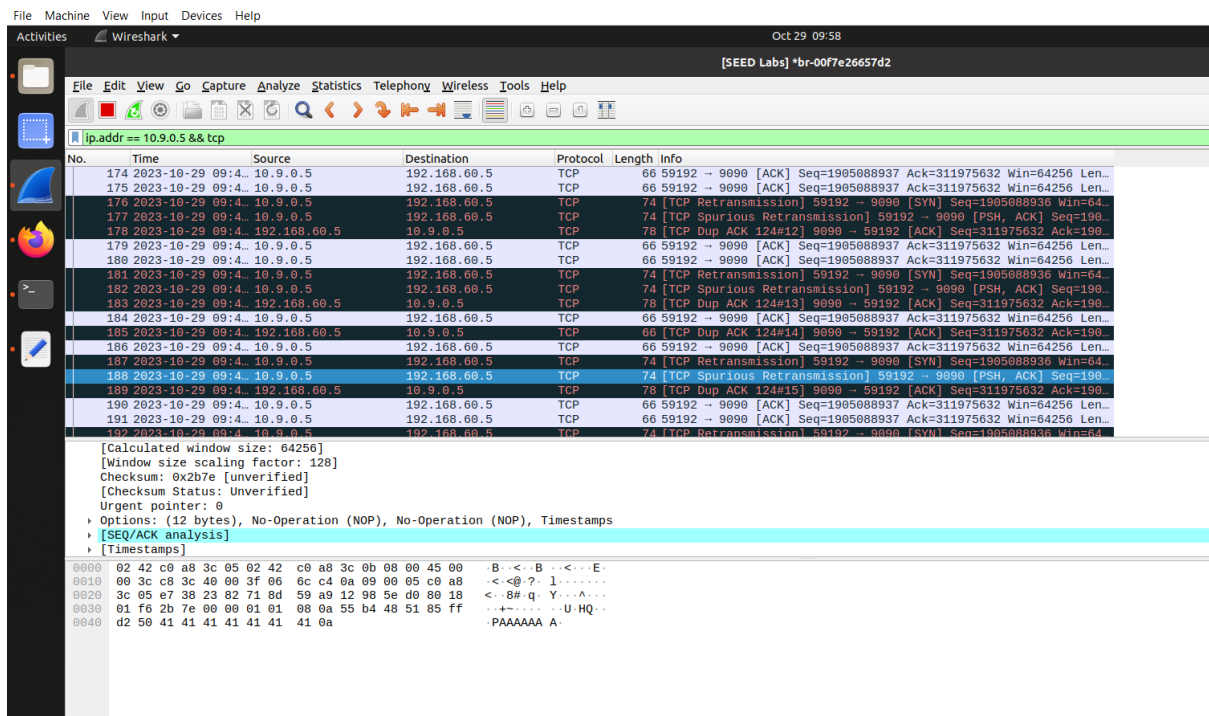 File Machine View Input Devices Help
Activities Wireshark Oct 29 09:58
[SEED Labs] *br-00f7e26657d2
File Edit View Go Capture Analyze Statistics Telephony Wireless Tools Help
ip.addr == 10.9.0.5 && tcp
No. Time Source Destination Protocol Length Info
174 2023-10-29 09:4… 10.9.0.5 192.168.60.5 TCP 66 59192 → 9090 [ACK] Seq=1905088937 Ack=311975632 Win=64256 Len…
175 2023-10-29 09:4… 10.9.0.5 192.168.60.5 TCP 66 59192 → 9090 [ACK] Seq=1905088937 Ack=311975632 Win=64256 Len…
176 2023-10-29 09:4… 10.9.0.5 192.168.60.5 TCP 74 [TCP Retransmission] 59192 → 9090 [SYN] Seq=1905088936 Win=64…
177 2023-10-29 09:4… 10.9.0.5 192.168.60.5 TCP 74 [TCP Spurious Retransmission] 59192 → 9090 [PSH, ACK] Seq=190…
178 2023-10-29 09:4… 192.168.60.5 10.9.0.5 TCP 78 [TCP Dup ACK 124#12] 9090 → 59192 [ACK] Seq=311975632 Ack=190…
179 2023-10-29 09:4… 10.9.0.5 192.168.60.5 TCP 66 59192 → 9090 [ACK] Seq=1905088937 Ack=311975632 Win=64256 Len…
180 2023-10-29 09:4… 10.9.0.5 192.168.60.5 TCP 66 59192 → 9090 [ACK] Seq=1905088937 Ack=311975632 Win=64256 Len…
181 2023-10-29 09:4… 10.9.0.5 192.168.60.5 TCP 74 [TCP Retransmission] 59192 → 9090 [SYN] Seq=1905088936 Win=64…
182 2023-10-29 09:4… 10.9.0.5 192.168.60.5 TCP 74 [TCP Spurious Retransmission] 59192 → 9090 [PSH, ACK] Seq=190…
183 2023-10-29 09:4… 192.168.60.5 10.9.0.5 TCP 78 [TCP Dup ACK 124#13] 9090 → 59192 [ACK] Seq=311975632 Ack=190…
184 2023-10-29 09:4… 10.9.0.5 192.168.60.5 TCP 66 59192 → 9090 [ACK] Seq=1905088937 Ack=311975632 Win=64256 Len…
185 2023-10-29 09:4… 192.168.60.5 10.9.0.5 TCP 66 [TCP Dup ACK 124#14] 9090 → 59192 [ACK] Seq=311975632 Ack=190…
186 2023-10-29 09:4… 10.9.0.5 192.168.60.5 TCP 66 59192 → 9090 [ACK] Seq=1905088937 Ack=311975632 Win=64256 Len…
187 2023-10-29 09:4… 10.9.0.5 192.168.60.5 TCP 74 [TCP Retransmission] 59192 → 9090 [SYN] Seq=1905088936 Win=64…
188 2023-10-29 09:4… 10.9.0.5 192.168.60.5 TCP 74 [TCP Spurious Retransmission] 59192 → 9090 [PSH, ACK] Seq=190…
189 2023-10-29 09:4… 192.168.60.5 10.9.0.5 TCP 78 [TCP Dup ACK 124#15] 9090 → 59192 [ACK] Seq=311975632 Ack=190…
190 2023-10-29 09:4… 10.9.0.5 192.168.60.5 TCP 66 59192 → 9090 [ACK] Seq=1905088937 Ack=311975632 Win=64256 Len…
191 2023-10-29 09:4… 10.9.0.5 192.168.60.5 TCP 66 59192 → 9090 [ACK] Seq=1905088937 Ack=311975632 Win=64256 Len…
192 2023-10-29 09:4… 10.9.0.5 192.168.60.5 TCP 74 [TCP Retransmission] 59192 → 9090 [SYN] Seq=1905088936 Win=64
[Calculated window size: 64256]
[Window size scaling factor: 128]
Checksum: 0x2b7e [unverified]
[Checksum Status: Unverified]
Urgent pointer: 0
Options: (12 bytes), No-Operation (NOP), No-Operation (NOP), Timestamps
[SEQ/ACK analysis]
[Timestamps]
0000 02 42 c0 a8 3c 05 02 42 c0 a8 3c 0b 08 00 45 00 ·B··<··B ··<···E·
0010 00 3c c8 3c 40 00 3f 06 6c c4 0a 09 00 05 c0 a8 ·<·<@·?· l·······
0020 3c 05 e7 38 23 82 71 8d 59 a9 12 98 5e d0 80 18 <··8#·q· Y···^···
0030 01 f6 2b 7e 00 00 01 01 08 0a 55 b4 48 51 85 ff ··+~···· ··U·HQ··
0040 d2 50 41 41 41 41 41 41 41 0a ·PAAAAAA A·